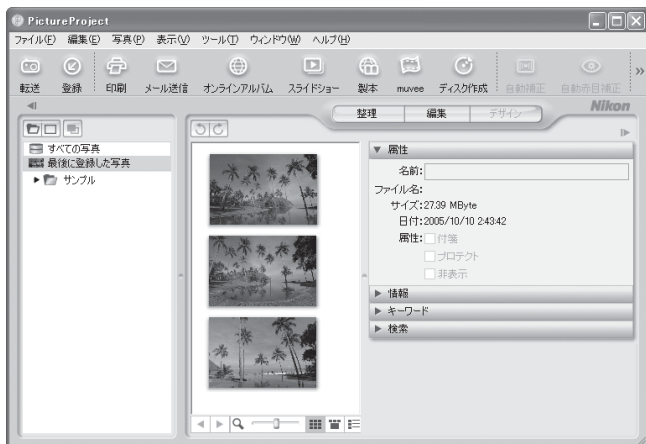 PictureProject
ファイル(F) 編集(E) 写真(P) 表示(V) ツール(T) ウィンドウ(W) ヘルプ(H)
転送 登録 印刷 メール送信 オンラインアルバム スライドショー 製本 muvee ディスク作成 自動補正 自動赤目補正 »
整理 編集 デザイン
Nikon
すべての写真
最後に登録した写真
サンプル
属性
名前:
ファイル名:
サイズ:27.39 MByte
日付:2005/10/10 2:43:42
属性: 付箋
プロテクト
非表示
情報
キーワード
検索